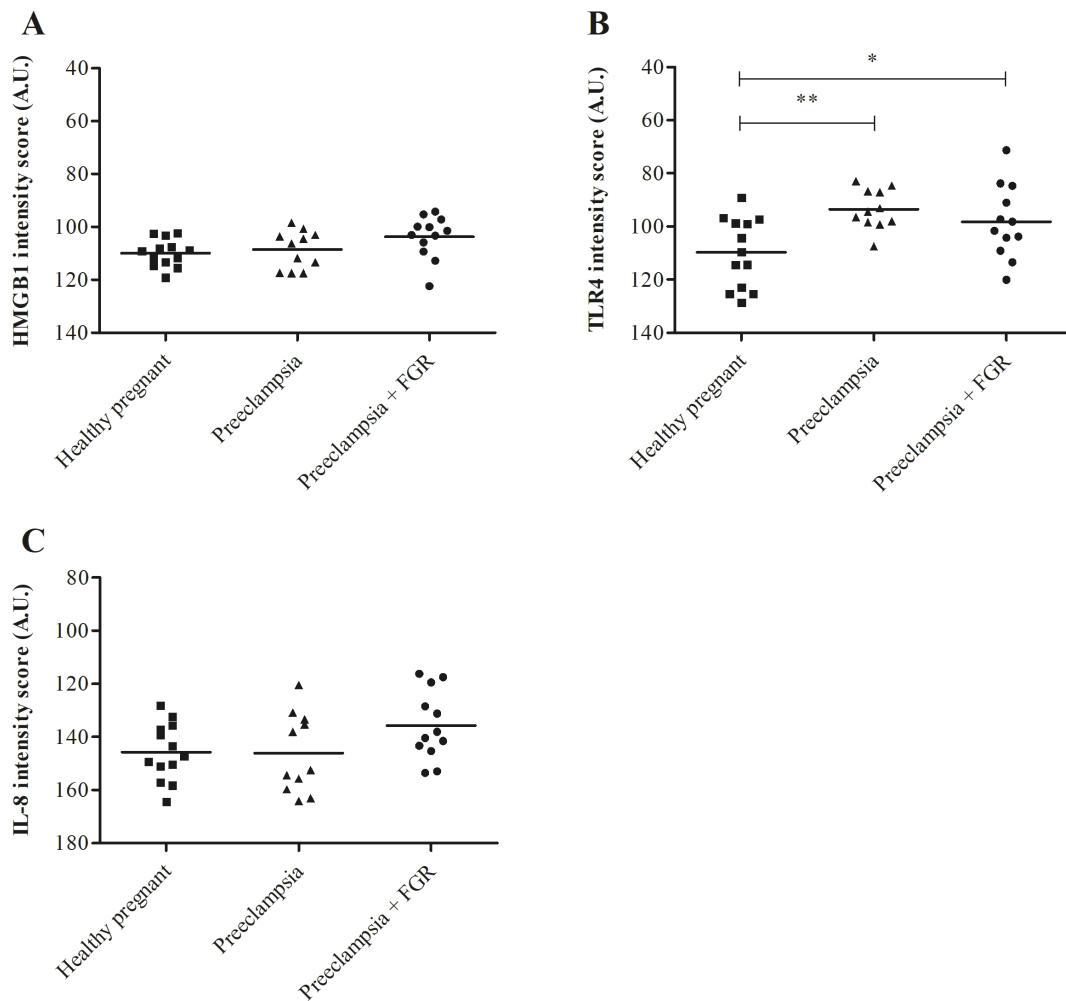 A
HMGB1 intensity score (A.U.)
40
60
80
100
120
140
Healthy pregnant
Preeclampsia
Preeclampsia + FGR
B
TLR4 intensity score (A.U.)
40
60
80
100
120
140
*
**
Healthy pregnant
Preeclampsia
Preeclampsia + FGR
C
IL-8 intensity score (A.U.)
80
100
120
140
160
180
Healthy pregnant
Preeclampsia
Preeclampsia + FGR